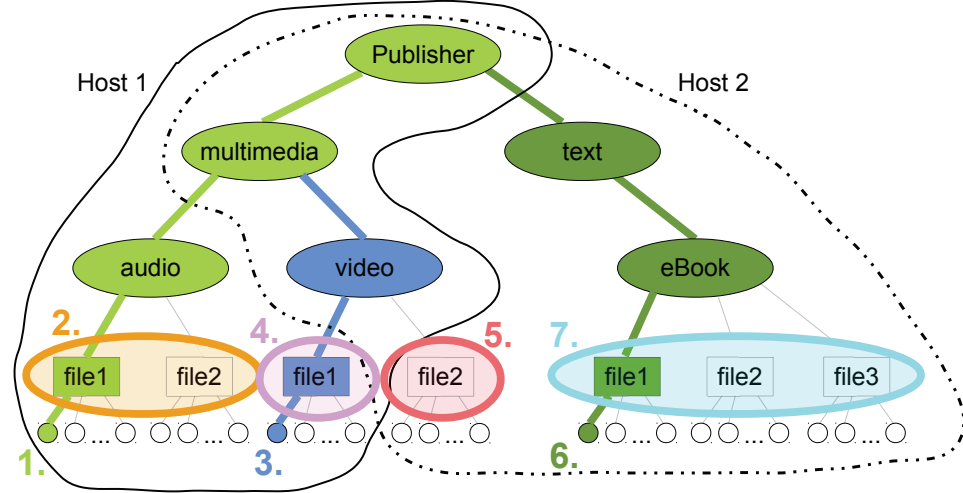 Publisher
Host 1
Host 2
multimedia
text
audio
video
eBook
2.
4.
5.
7.
file1
file2
file1
file2
file1
file2
file3
...
...
...
...
...
...
...
...
1.
3.
6.